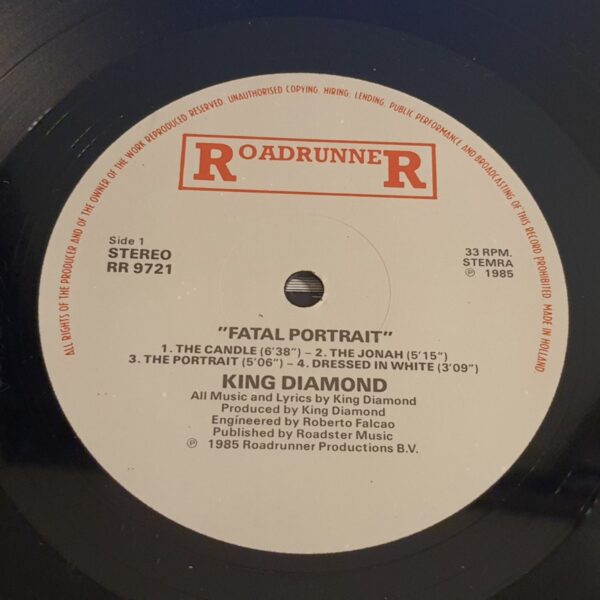 ALL RIGHTS OF THE PRODUCER AND OF THE OWNER OF THE WORK REPRODUCED RESERVED. UNAUTHORISED COPYING, HIRING, LENDING, PUBLIC PERFORMANCE AND BROADCASTING OF THIS RECORD PROHIBITED. MADE IN HOLLAND
ROADRUNNER
Side 1
STEREO
RR 9721
33 RPM.
STEMRA
℗ 1985
"FATAL PORTRAIT"
1. THE CANDLE (6'38") – 2. THE JONAH (5'15")
3. THE PORTRAIT (5'06") – 4. DRESSED IN WHITE (3'09")
KING DIAMOND
All Music and Lyrics by King Diamond
Produced by King Diamond
Engineered by Roberto Falcao
Published by Roadster Music
℗ 1985 Roadrunner Productions B.V.